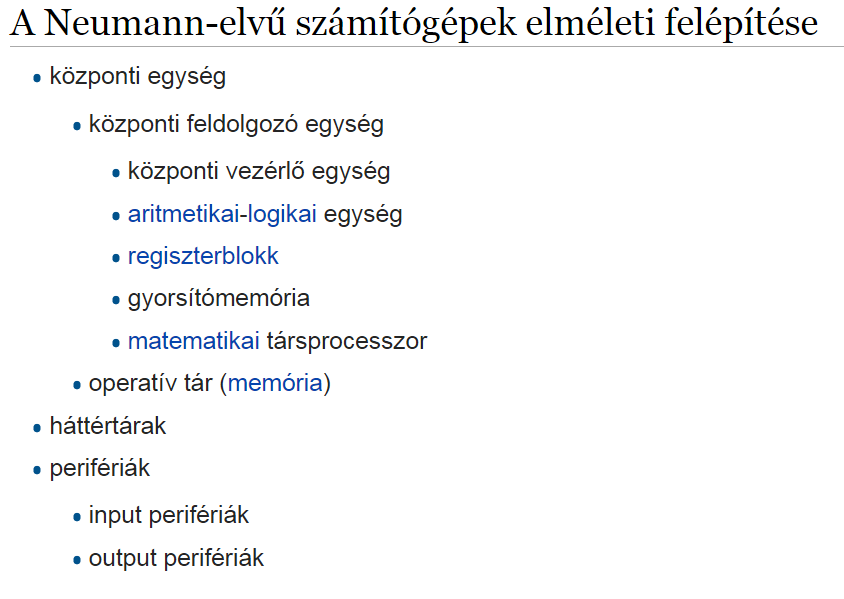 A Neumann-elvű számítógépek elméleti felépítése
központi egység
központi feldolgozó egység
központi vezérlő egység
aritmetikai-logikai egység
regiszterblokk
gyorsítómemória
matematikai társprocesszor
operatív tár (memória)
háttértárak
perifériák
input perifériák
output perifériák